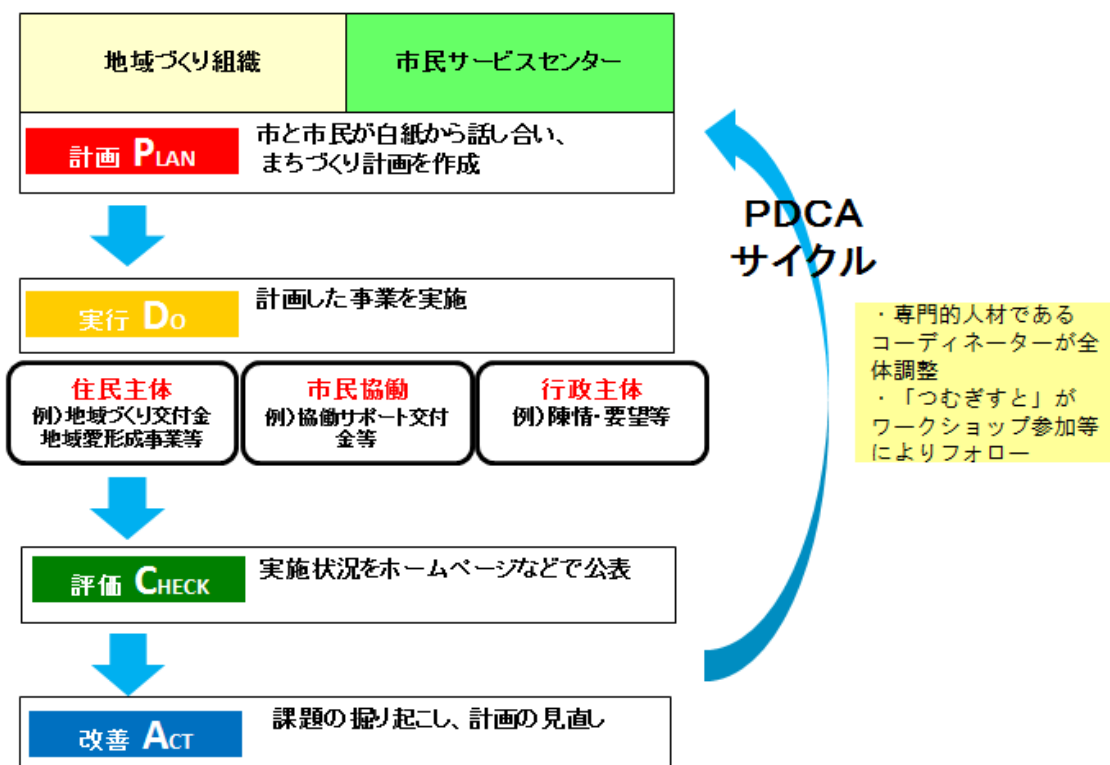 地域づくり組織
市民サービスセンター
計画 PLAN
市と市民が白紙から話し合い、
まちづくり計画を作成
PDCA
サイクル
実行 DO
計画した事業を実施
・専門的人材である
コーディネーターが全
体調整
・「つむぎすと」が
ワークショップ参加等
によりフォロー
住民主体
例)地域づくり交付金
地域愛形成事業等
市民協働
例)協働サポート交付
金等
行政主体
例)陳情・要望等
評価 CHECK
実施状況をホームページなどで公表
改善 ACT
課題の掘り起こし、計画の見直し